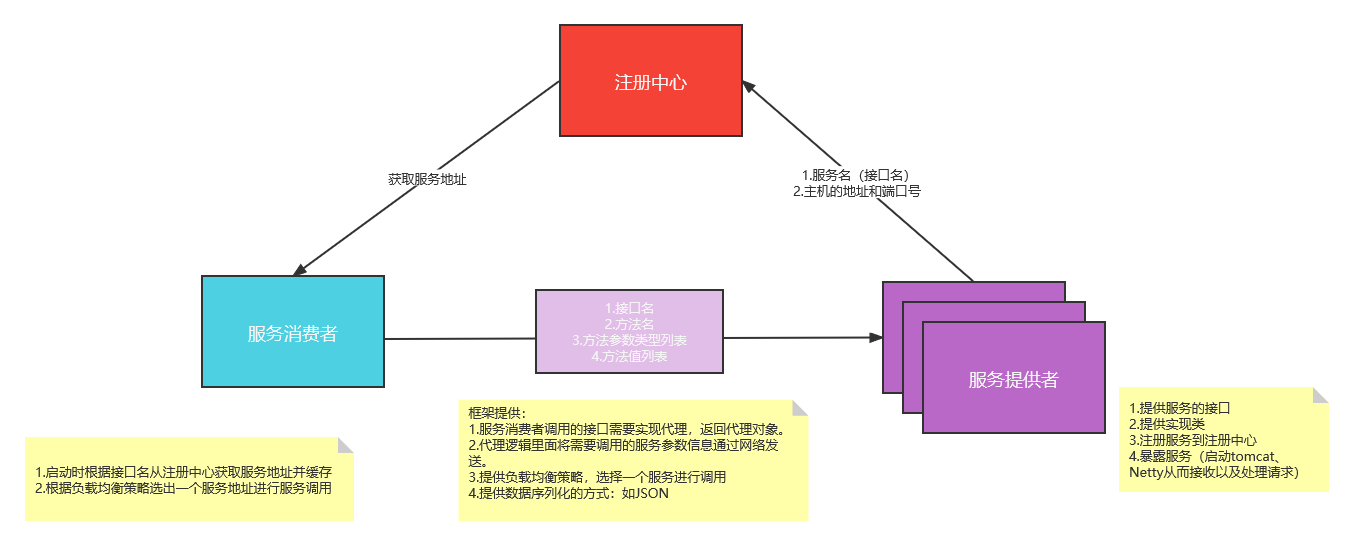 注册中心
获取服务地址
1.服务名（接口名）
2.主机的地址和端口号
服务消费者
1.接口名
2.方法名
3.方法参数类型列表
4.方法值列表
服务提供者
1.启动时根据接口名从注册中心获取服务地址并缓存
2.根据负载均衡策略选出一个服务地址进行服务调用
框架提供：
1.服务消费者调用的接口需要实现代理，返回代理对象。
2.代理逻辑里面将需要调用的服务参数信息通过网络发
送。
3.提供负载均衡策略，选择一个服务进行调用
4.提供数据序列化的方式：如JSON
1.提供服务的接口
2.提供实现类
3.注册服务到注册中心
4.暴露服务（启动tomcat、
Netty从而接收以及处理请求）